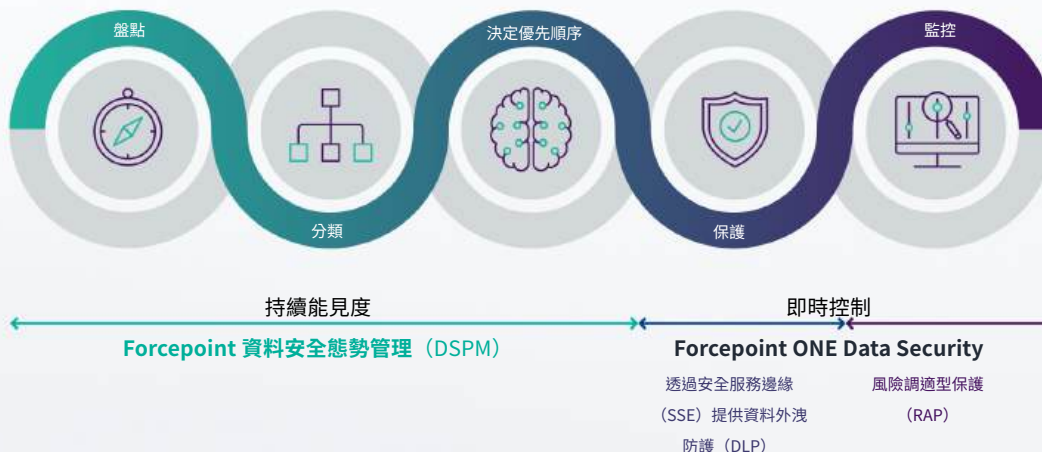 盤點
決定優先順序
監控
分類
保護
持續能見度
即時控制
Forcepoint 資料安全態勢管理（DSPM）
Forcepoint ONE Data Security
透過安全服務邊緣
（SSE）提供資料外洩
防護（DLP）
風險調適型保護
（RAP）